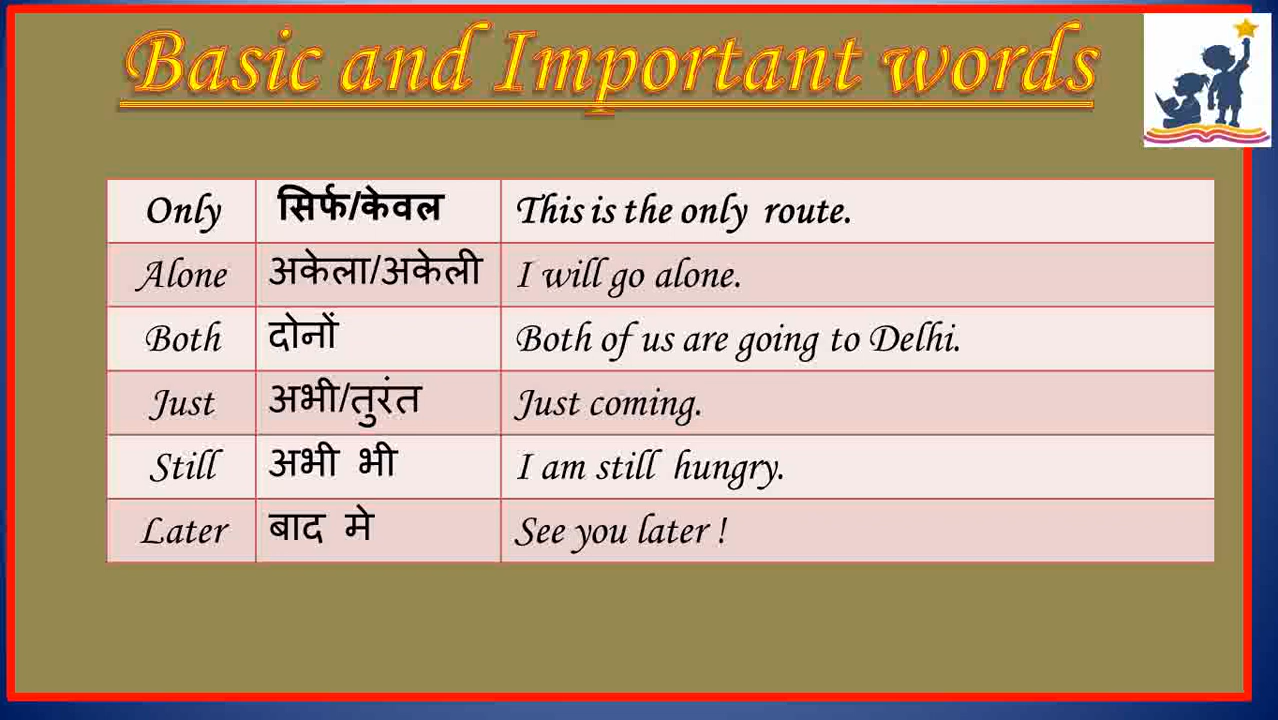 Basic and Important words
Only सिर्फ/केवल This is the only route.
Alone अकेला/अकेली I will go alone.
Both दोनों Both of us are going to Delhi.
Just अभी/तुरंत Just coming.
Still अभी भी I am still hungry.
Later बाद मे See you later !